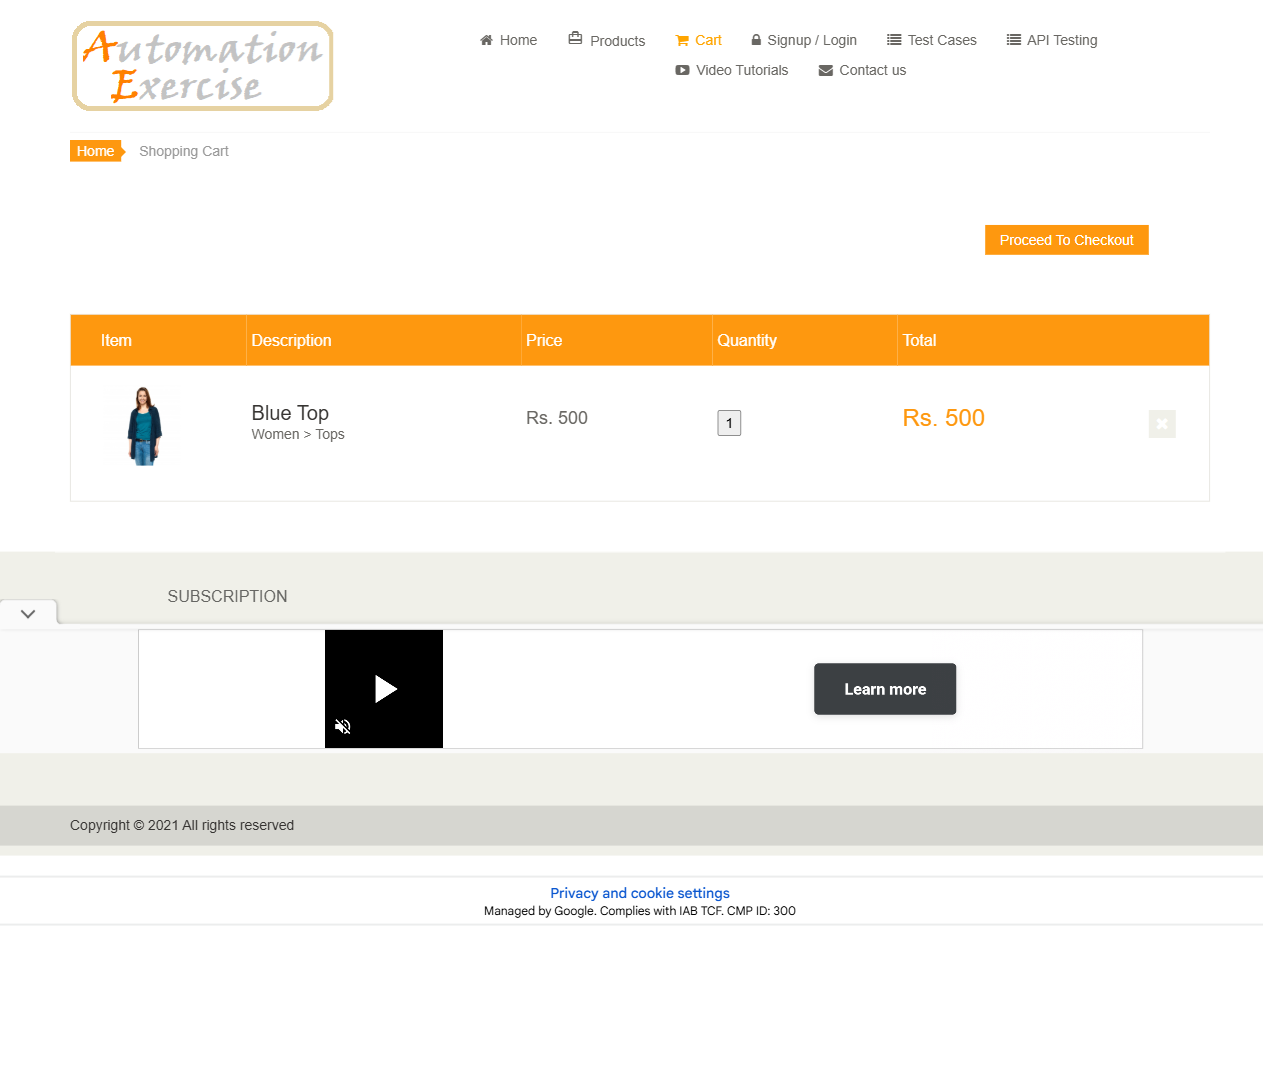 Automation
Exercise
Home
Products
Cart
Signup / Login
Test Cases
API Testing
Video Tutorials
Contact us
Home
Shopping Cart
Proceed To Checkout
Item Description Price Quantity Total
Blue Top
Women > Tops
Rs. 500
1
Rs. 500
SUBSCRIPTION
Learn more
Copyright © 2021 All rights reserved
Privacy and cookie settings
Managed by Google. Complies with IAB TCF. CMP ID: 300